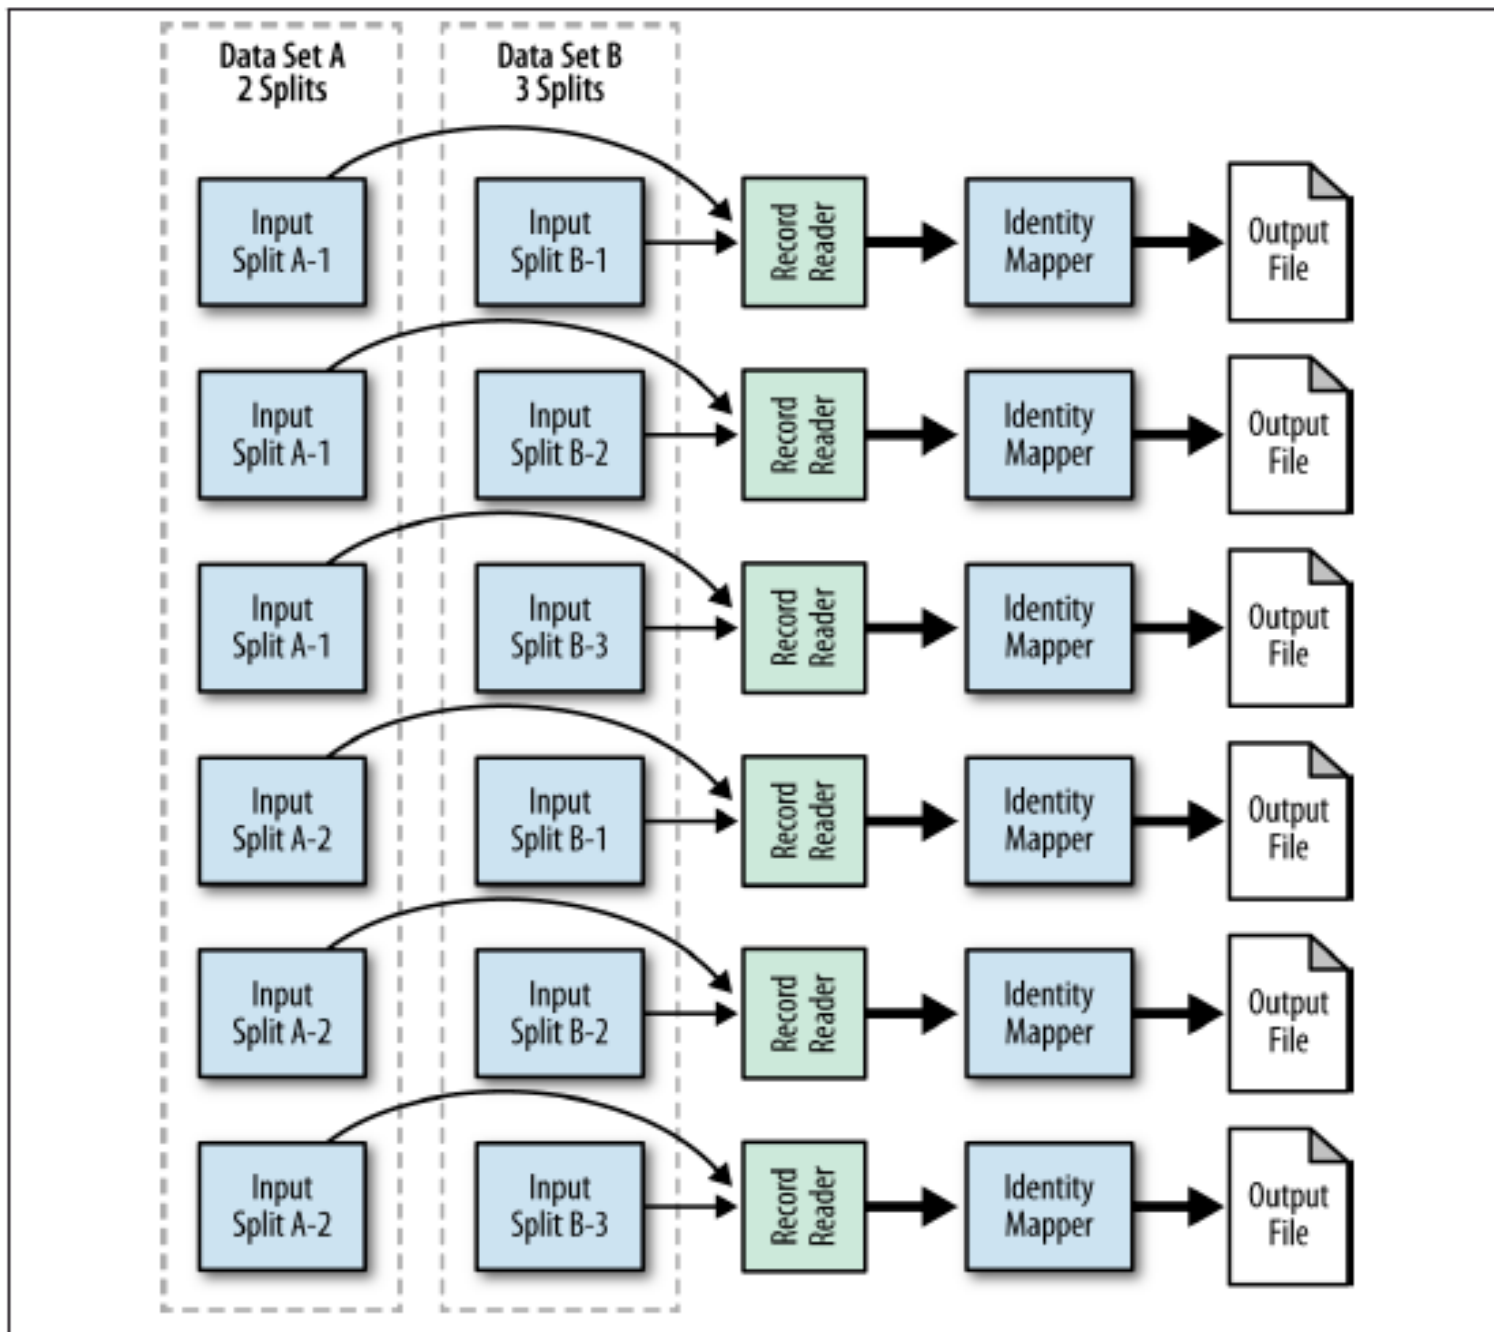 Data Set A
2 Splits
Data Set B
3 Splits
Input
Split A-1
Input
Split B-1
Record
Reader
Identity
Mapper
Output
File
Input
Split A-1
Input
Split B-2
Record
Reader
Identity
Mapper
Output
File
Input
Split A-1
Input
Split B-3
Record
Reader
Identity
Mapper
Output
File
Input
Split A-2
Input
Split B-1
Record
Reader
Identity
Mapper
Output
File
Input
Split A-2
Input
Split B-2
Record
Reader
Identity
Mapper
Output
File
Input
Split A-2
Input
Split B-3
Record
Reader
Identity
Mapper
Output
File